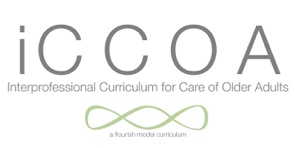 iCCOA
Interprofessional Curriculum for Care of Older Adults
a flourish model curriculum